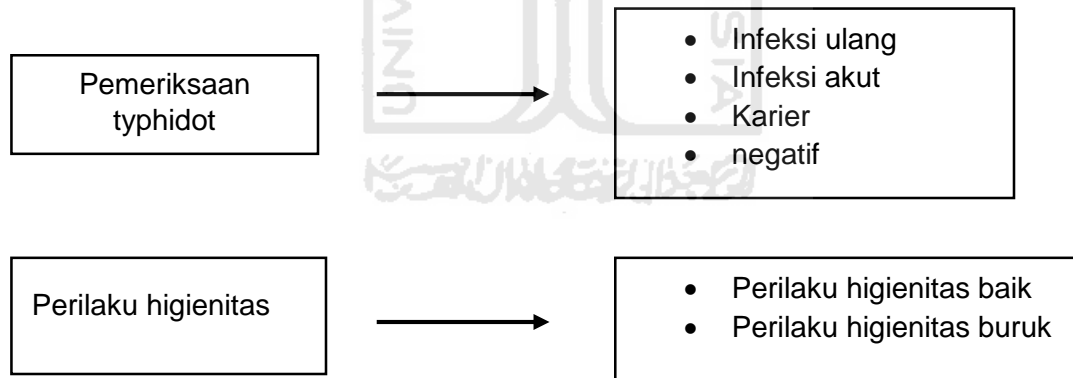 Pemeriksaan
typhidot
• Infeksi ulang
• Infeksi akut
• Karier
• negatif
Perilaku higienitas
• Perilaku higienitas baik
• Perilaku higienitas buruk